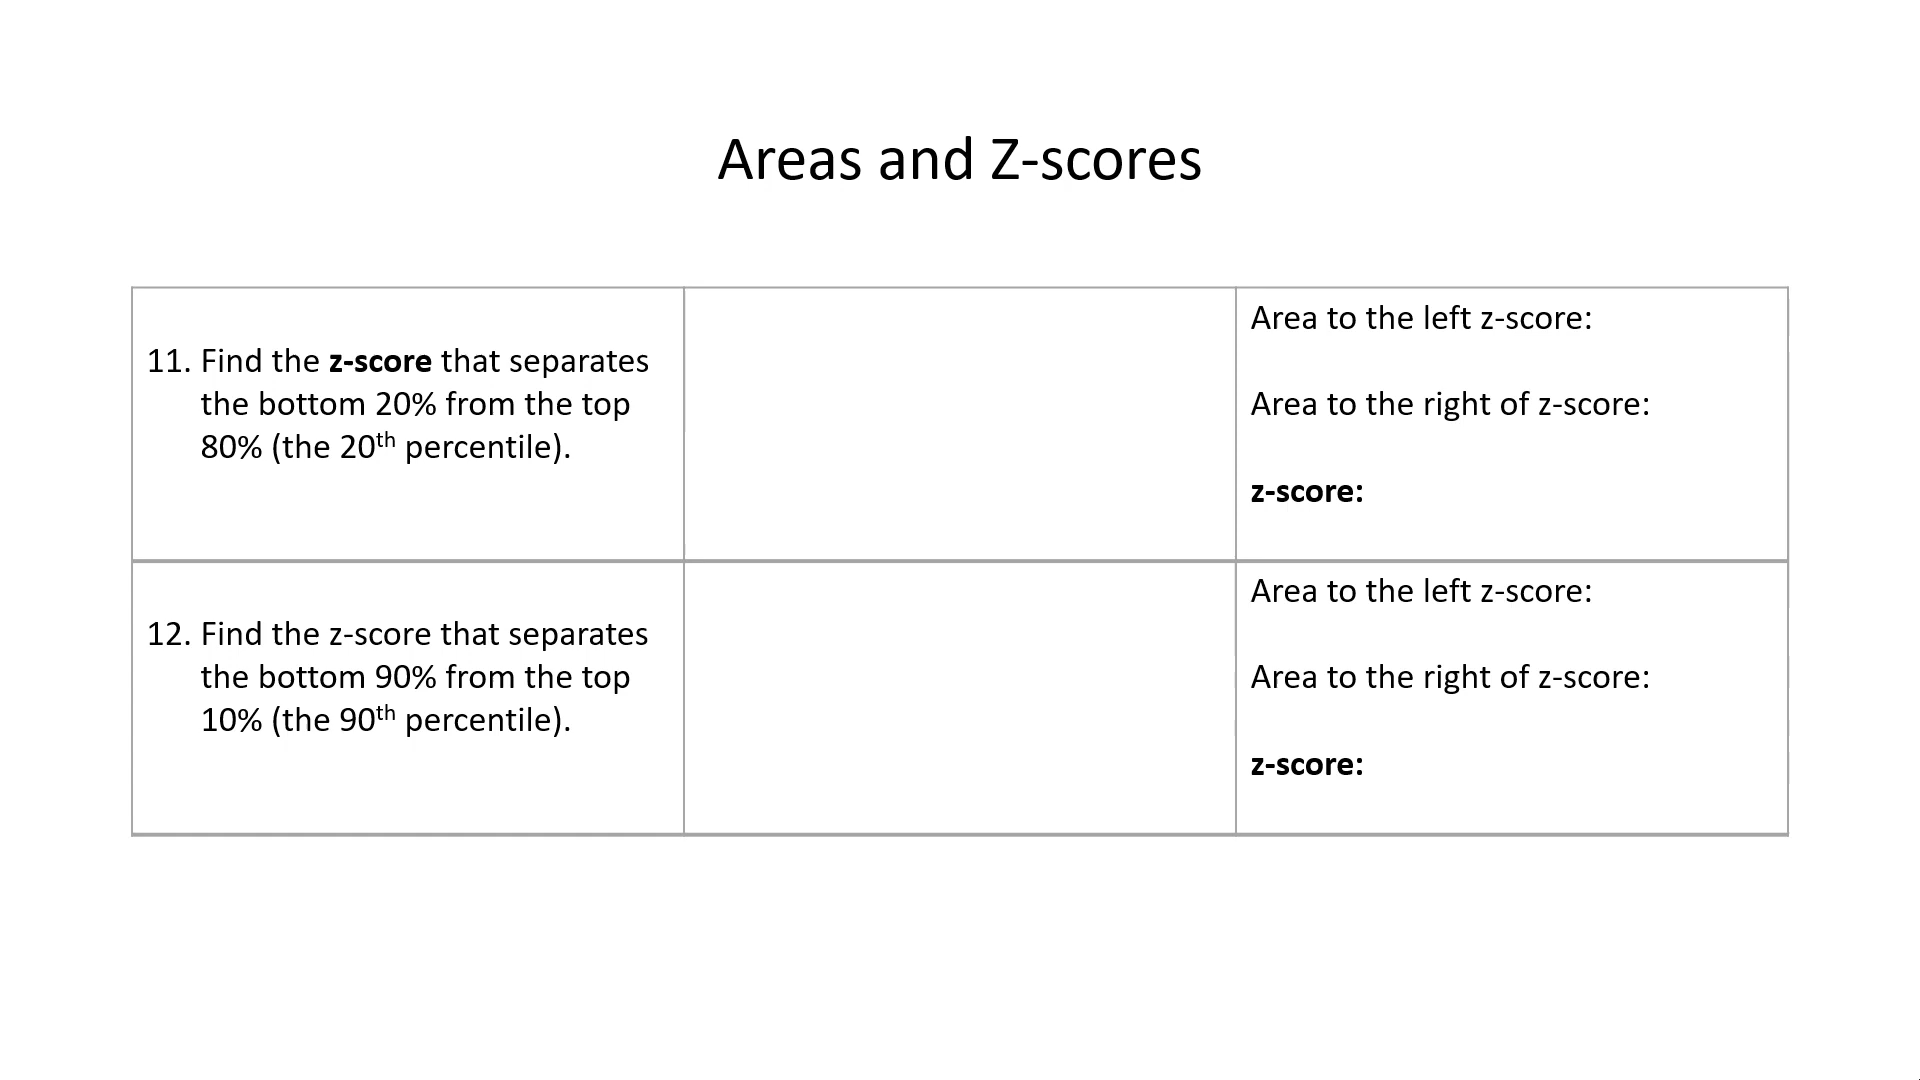 Areas and Z-scores
11. Find the z-score that separates
the bottom 20% from the top
80% (the 20th percentile).
Area to the left z-score:
Area to the right of z-score:
z-score:
12. Find the z-score that separates
the bottom 90% from the top
10% (the 90th percentile).
Area to the left z-score:
Area to the right of z-score:
z-score: